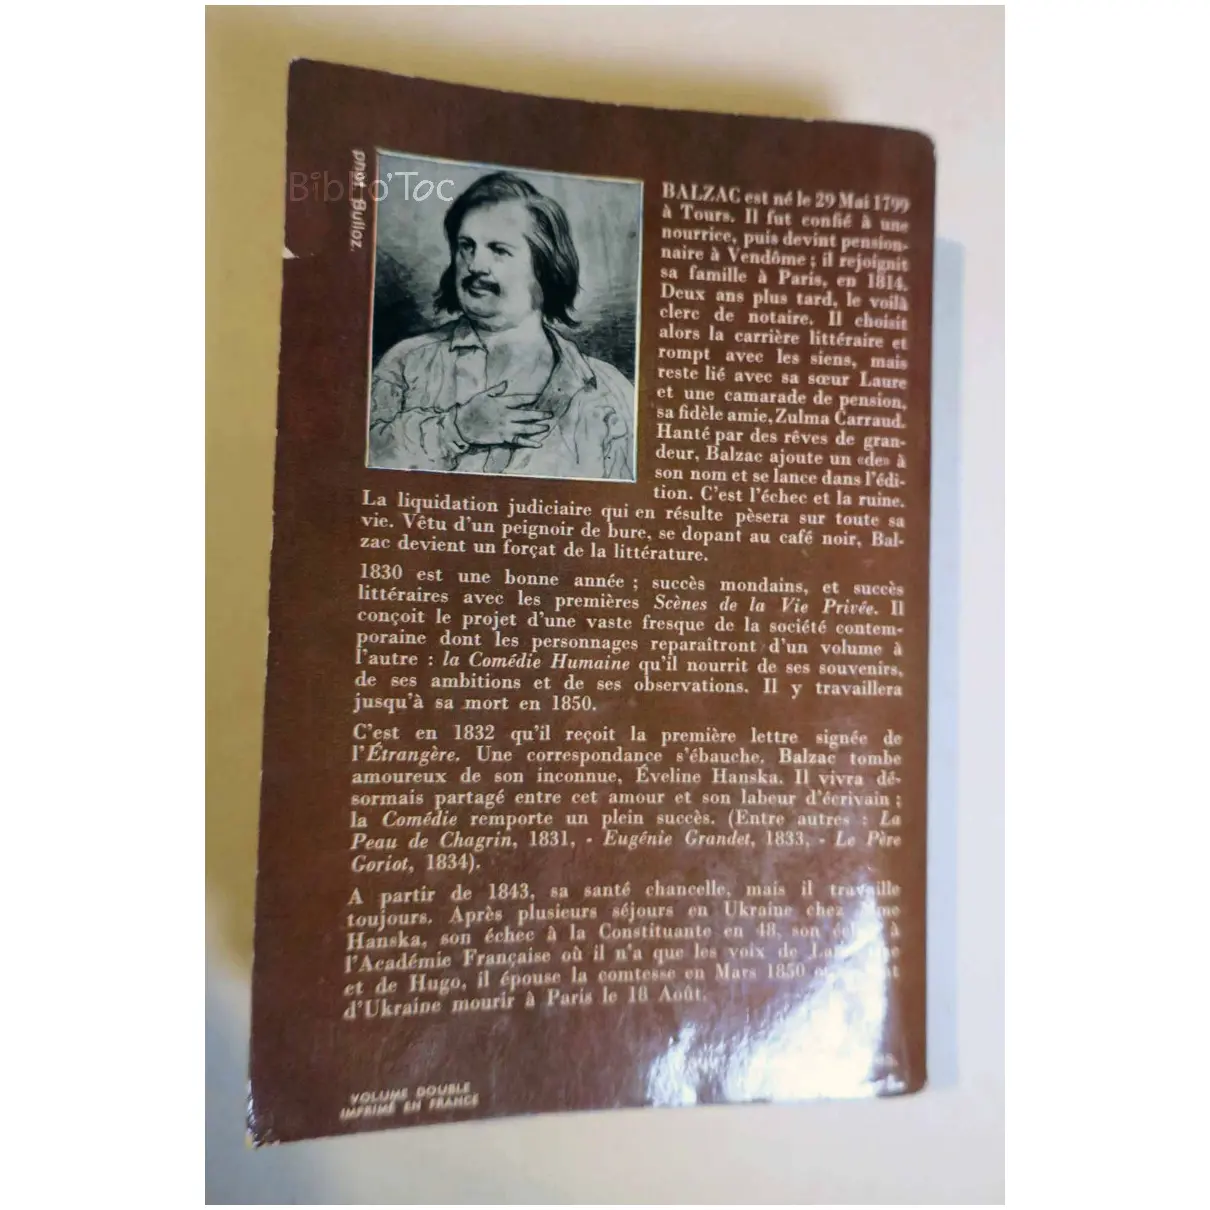 Biblio'Toc
phot. Bulloz.
BALZAC est né le 29 Mai 1799
à Tours. Il fut confié à une
nourrice, puis devint pension-
naire à Vendôme ; il rejoignit
sa famille à Paris, en 1814.
Deux ans plus tard, le voilà
clerc de notaire. Il choisit
alors la carrière littéraire et
rompt avec les siens, mais
reste lié avec sa sœur Laure
et une camarade de pension,
sa fidèle amie, Zulma Carraud.
Hanté par des rêves de gran-
deur, Balzac ajoute un «de» à
son nom et se lance dans l'édi-
tion. C'est l'échec et la ruine.
La liquidation judiciaire qui en résulte pèsera sur toute sa
vie. Vêtu d'un peignoir de bure, se dopant au café noir, Bal-
zac devient un forçat de la littérature.
1830 est une bonne année ; succès mondains, et succès
littéraires avec les premières Scènes de la Vie Privée. Il
conçoit le projet d'une vaste fresque de la société contem-
poraine dont les personnages reparaîtront d'un volume à
l'autre : la Comédie Humaine qu'il nourrit de ses souvenirs,
de ses ambitions et de ses observations. Il y travaillera
jusqu'à sa mort en 1850.
C'est en 1832 qu'il reçoit la première lettre signée de
l'Étrangère. Une correspondance s'ébauche. Balzac tombe
amoureux de son inconnue, Éveline Hanska. Il vivra dé-
sormais partagé entre cet amour et son labeur d'écrivain ;
la Comédie remporte un plein succès. (Entre autres : La
Peau de Chagrin, 1831, - Eugénie Grandet, 1833, - Le Père
Goriot, 1834).
A partir de 1843, sa santé chancelle, mais il travaille
toujours. Après plusieurs séjours en Ukraine chez Mme
Hanska, son échec à la Constituante en 48, son à
l'Académie Française où il n'a que les voix de
et de Hugo, il épouse la comtesse en Mars 1850
d'Ukraine mourir à Paris le 18 Août.
VOLUME DOUBLE
IMPRIMÉ EN FRANCE